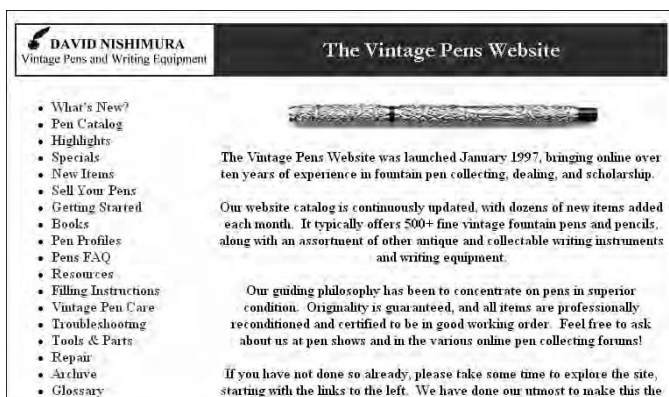 DAVID NISHIMURA
Vintage Pens and Writing Equipment
The Vintage Pens Website
• What's New?
• Pen Catalog
• Highlights
• Specials
• New Items
• Sell Your Pens
• Getting Started
• Books
• Pen Profiles
• Pens FAQ
• Resources
• Filling Instructions
• Vintage Pen Care
• Troubleshooting
• Tools & Parts
• Repair
• Archive
• Glossary
The Vintage Pens Website was launched January 1997, bringing online over
ten years of experience in fountain pen collecting, dealing, and scholarship.
Our website catalog is continuously updated, with dozens of new items added
each month. It typically offers 500+ fine vintage fountain pens and pencils,
along with an assortment of other antique and collectable writing instruments
and writing equipment.
Our guiding philosophy has been to concentrate on pens in superior
condition. Originality is guaranteed, and all items are professionally
reconditioned and certified to be in good working order. Feel free to ask
about us at pen shows and in the various online pen collecting forums!
If you have not done so already, please take some time to explore the site,
starting with the links to the left. We have done our utmost to make this the